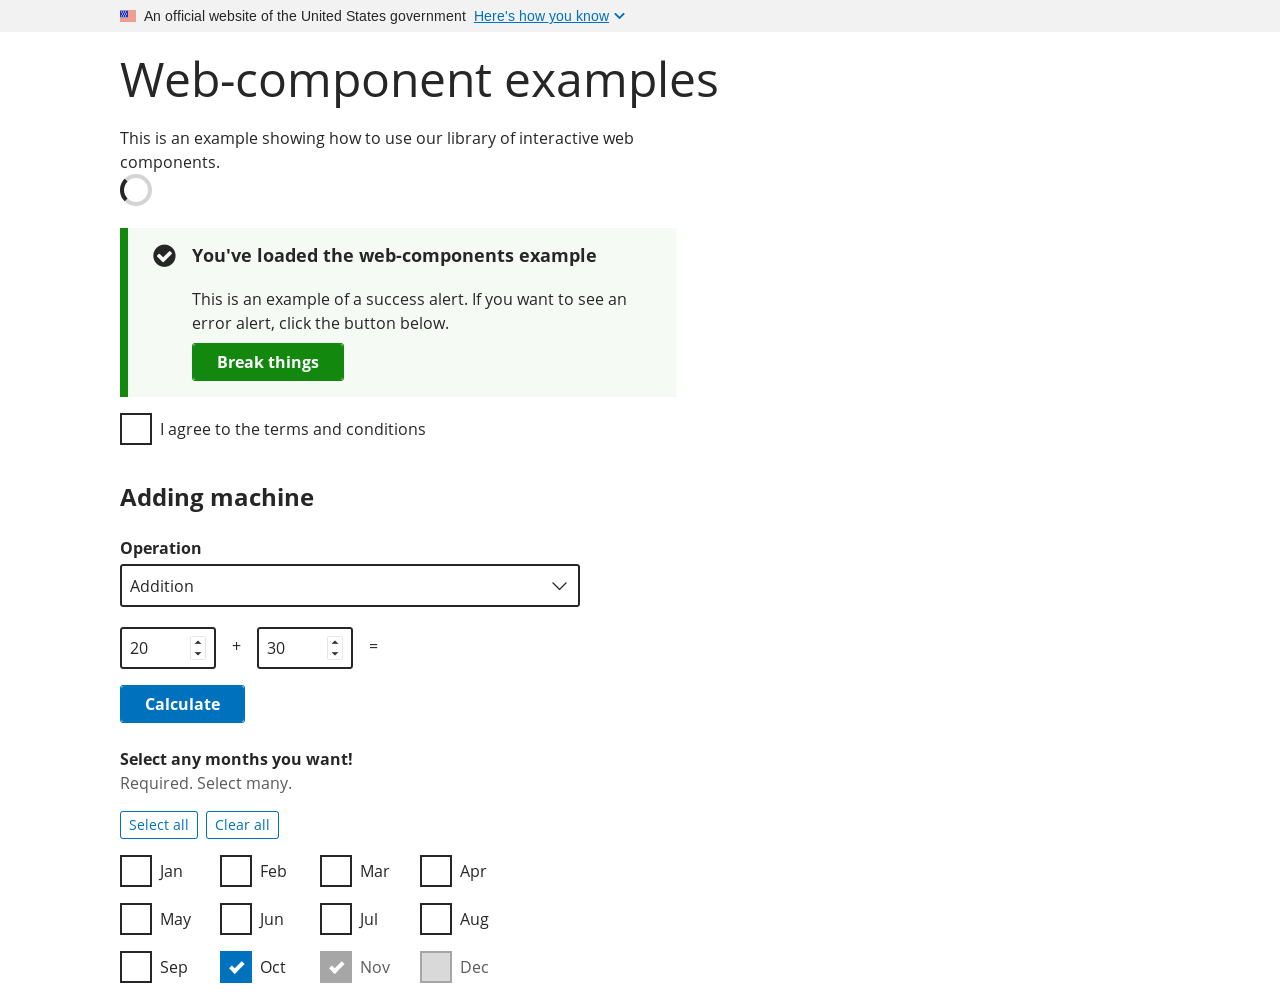 An official website of the United States government Here's how you know
Web-component examples
This is an example showing how to use our library of interactive web
components.
You've loaded the web-components example
This is an example of a success alert. If you want to see an
error alert, click the button below.
Break things
I agree to the terms and conditions
Adding machine
Operation
Addition
20 + 30 =
Calculate
Select any months you want!
Required. Select many.
Select all Clear all
Jan Feb Mar Apr
May Jun Jul Aug
Sep Oct Nov Dec